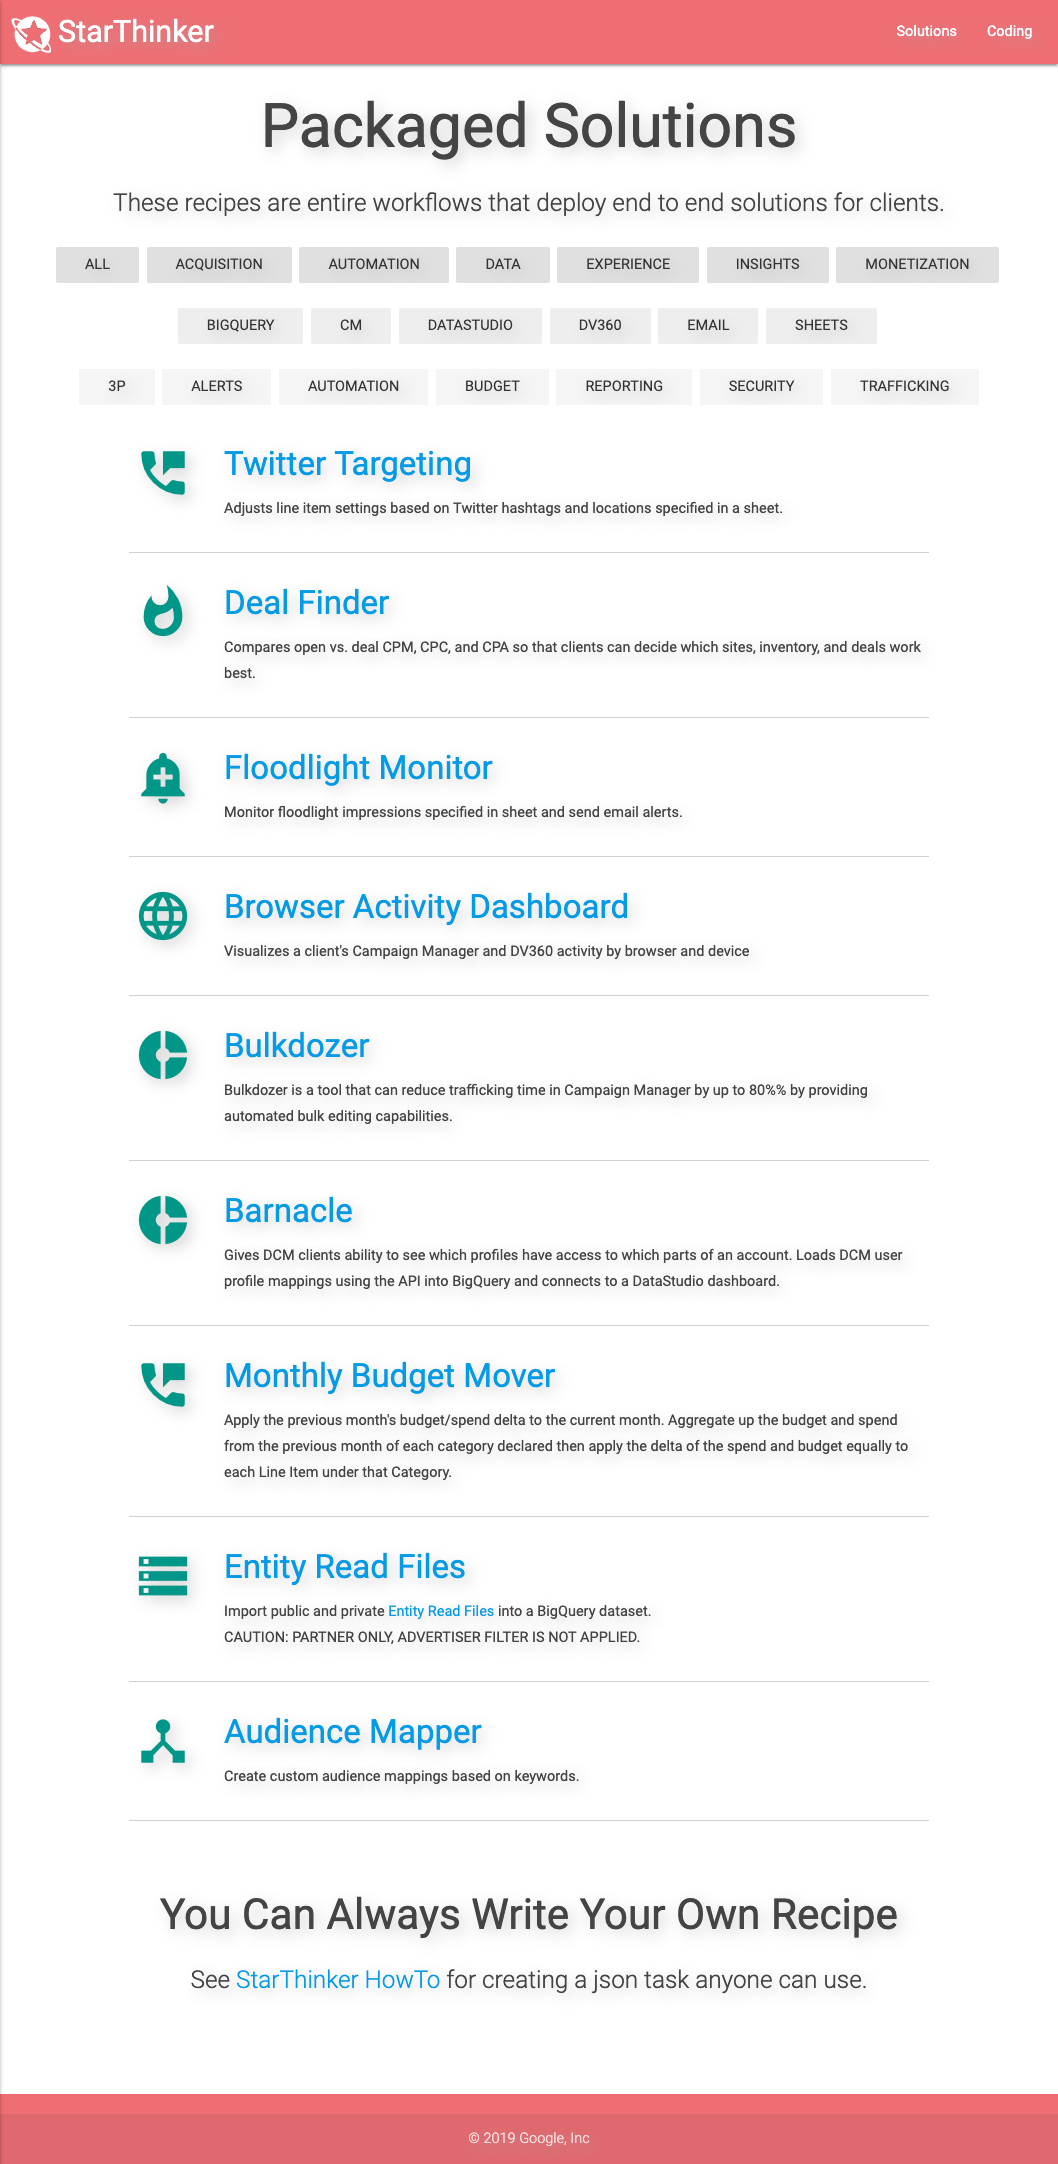 StarThinker
Solutions Coding
Packaged Solutions
These recipes are entire workflows that deploy end to end solutions for clients.
ALL ACQUISITION AUTOMATION DATA EXPERIENCE INSIGHTS MONETIZATION
BIGQUERY CM DATASTUDIO DV360 EMAIL SHEETS
3P ALERTS AUTOMATION BUDGET REPORTING SECURITY TRAFFICKING
Twitter Targeting
Adjusts line item settings based on Twitter hashtags and locations specified in a sheet.
Deal Finder
Compares open vs. deal CPM, CPC, and CPA so that clients can decide which sites, inventory, and deals work
best.
Floodlight Monitor
Monitor floodlight impressions specified in sheet and send email alerts.
Browser Activity Dashboard
Visualizes a client's Campaign Manager and DV360 activity by browser and device
Bulkdozer
Bulkdozer is a tool that can reduce trafficking time in Campaign Manager by up to 80%% by providing
automated bulk editing capabilities.
Barnacle
Gives DCM clients ability to see which profiles have access to which parts of an account. Loads DCM user
profile mappings using the API into BigQuery and connects to a DataStudio dashboard.
Monthly Budget Mover
Apply the previous month's budget/spend delta to the current month. Aggregate up the budget and spend
from the previous month of each category declared then apply the delta of the spend and budget equally to
each Line Item under that Category.
Entity Read Files
Import public and private Entity Read Files into a BigQuery dataset.
CAUTION: PARTNER ONLY, ADVERTISER FILTER IS NOT APPLIED.
Audience Mapper
Create custom audience mappings based on keywords.
You Can Always Write Your Own Recipe
See StarThinker HowTo for creating a json task anyone can use.
© 2019 Google, Inc